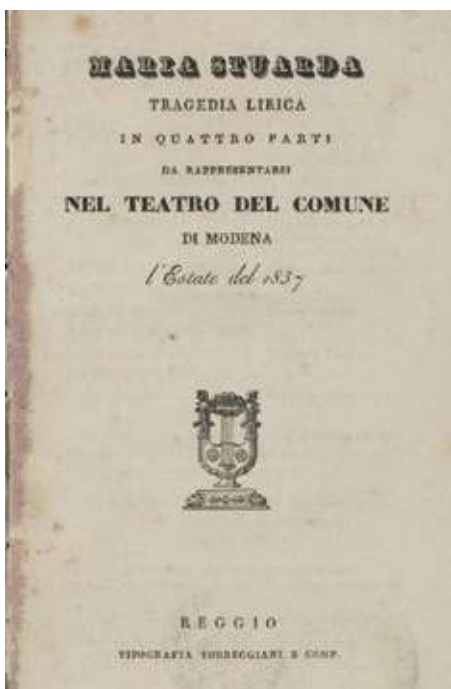 MARIA STUARDA
TRAGEDIA LIRICA
IN QUATTRO PARTI
DA RAPPRESENTARSI
NEL TEATRO DEL COMUNE
DI MODENA
l'Estate del 1837
REGGIO
TIPOGRAFIA TORREGGIANI E COMP.